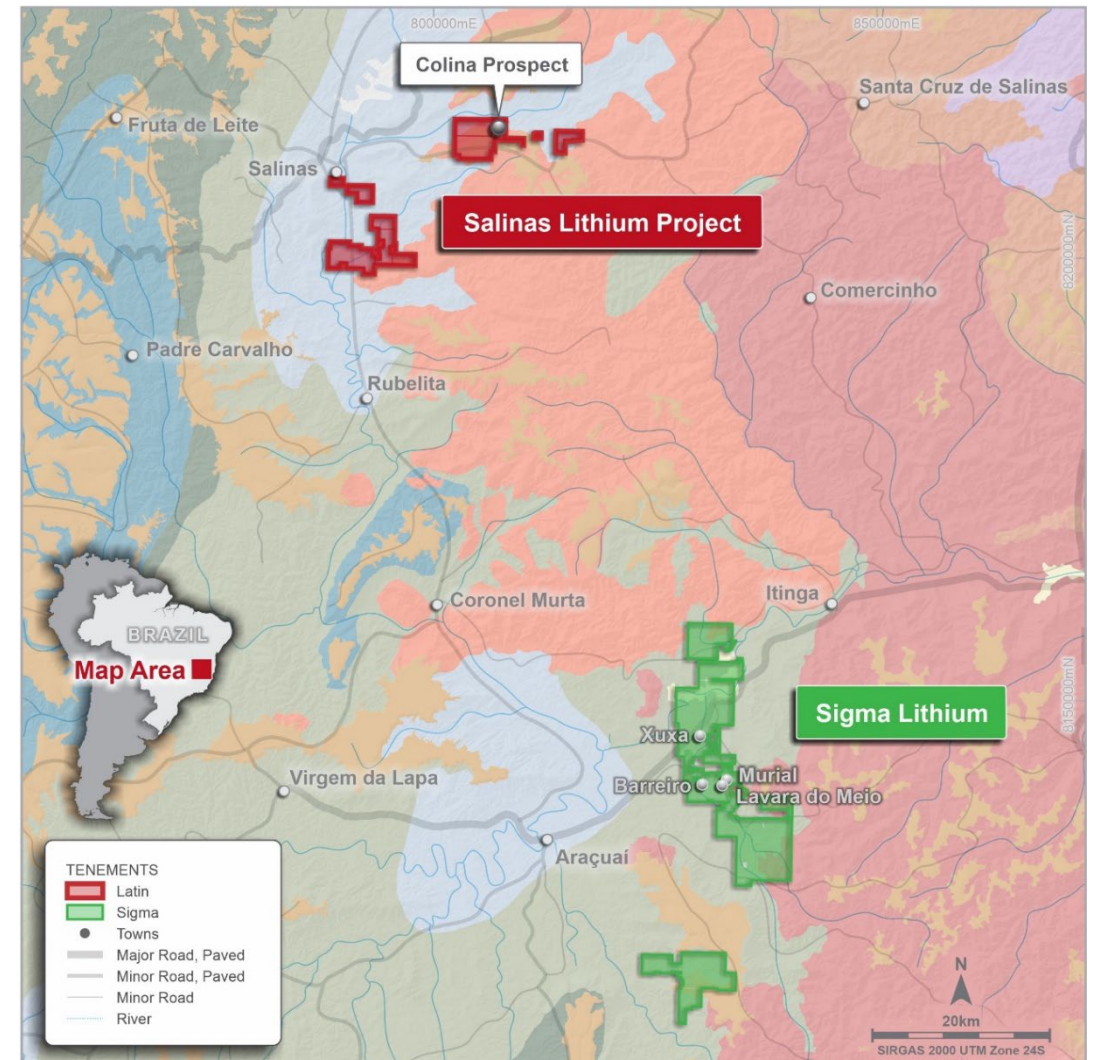 800000mE
850000mE
Colina Prospect
Santa Cruz de Salinas
Fruta de Leite
Salinas
Salinas Lithium Project
8200000mN
Comercinho
Padre Carvalho
Rubelita
Coronel Murta
Itinga
BRAZIL
Map Area
8150000mN
Sigma Lithium
Xuxa
Murial
Barreiro
Lavara do Meio
Virgem da Lapa
Araçuaí
TENEMENTS
Latin
Sigma
Towns
Major Road, Paved
Minor Road, Paved
Minor Road
River
N
20km
SIRGAS 2000 UTM Zone 24S